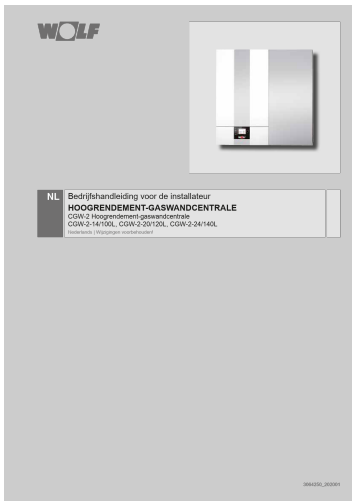 WOLF
NL
Bedrijfshandleiding voor de installateur
HOOGRENDEMENT-GASWANDCENTRALE
CGW-2 Hoogrendement-gaswandcentrale
CGW-2-14/100L, CGW-2-20/120L, CGW-2-24/140L
Nederlands | Wijzigingen voorbehouden!
3064250_202001